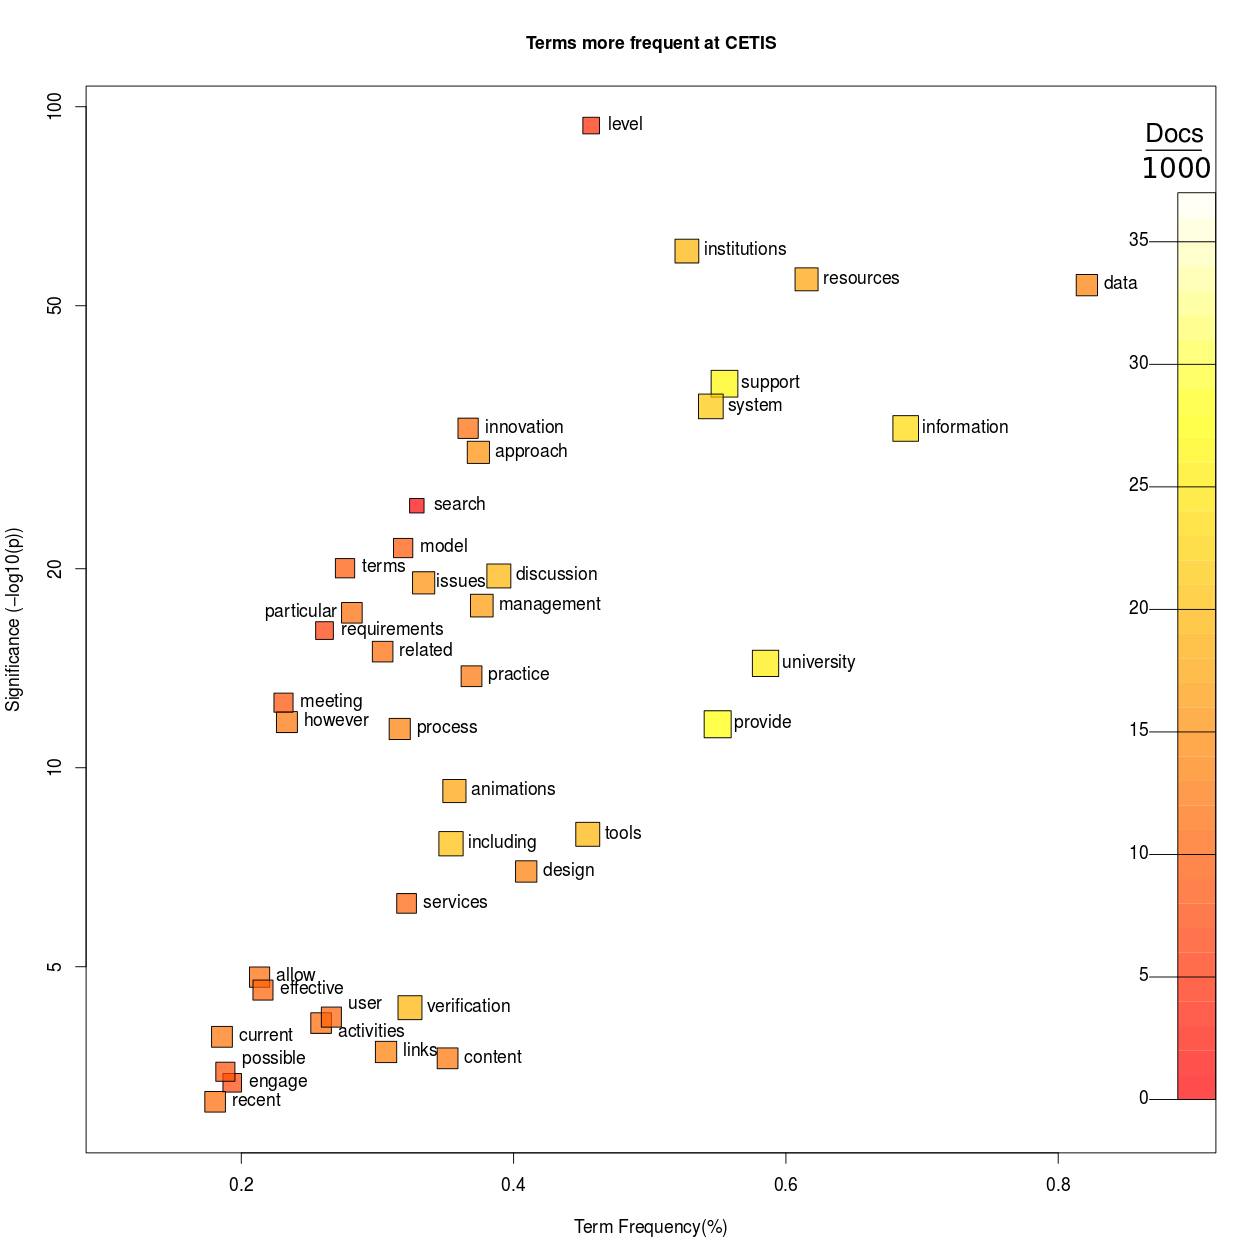 Terms more frequent at CETIS
Significance (−log10(p))
100
50
20
10
5
level
institutions
resources
data
support
system
innovation
information
approach
search
model
terms
issues
discussion
management
particular
requirements
related
practice
university
meeting
however
process
provide
animations
tools
including
design
services
allow
effective
user
verification
activities
current
links
content
possible
engage
recent
Docs
1000
35
30
25
20
15
10
5
0
0.2
0.4
0.6
0.8
Term Frequency(%)